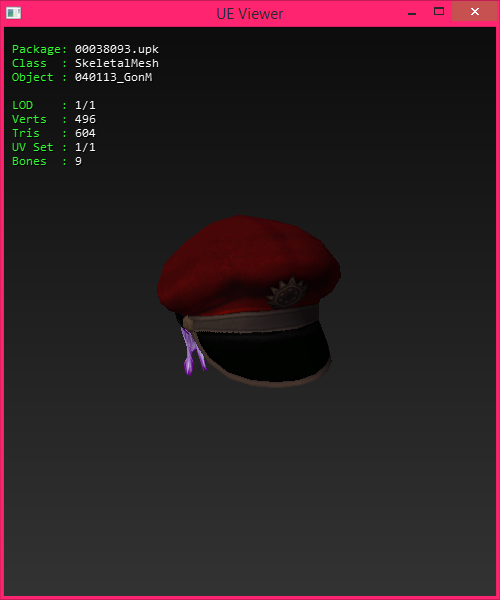 UE Viewer
Package: 00038093.upk
Class : SkeletalMesh
Object : 040113_GonM
LOD : 1/1
Verts : 496
Tris : 604
UV Set : 1/1
Bones : 9